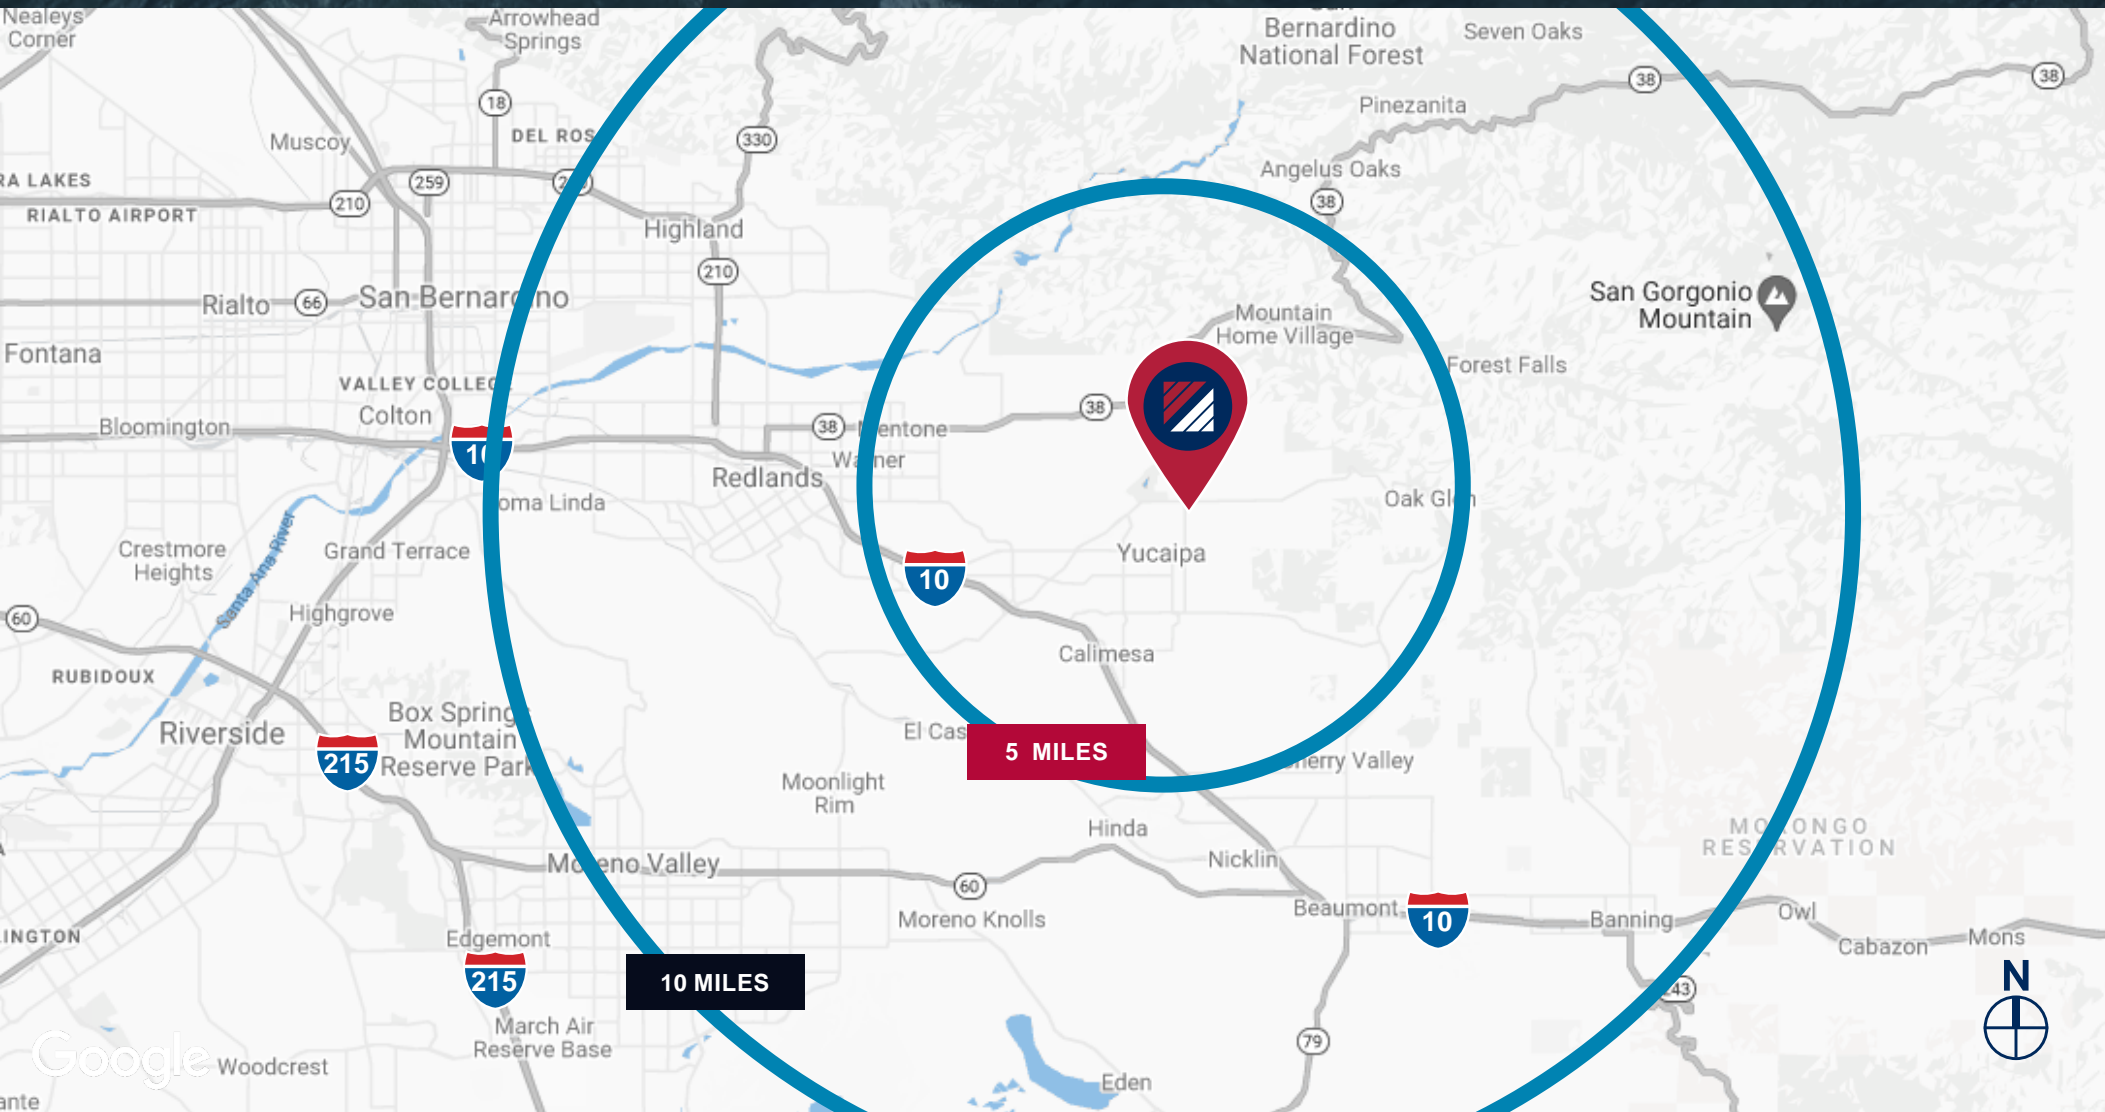 Nealeys
Corner
Arrowhead
Springs
Bernardino
National Forest
Seven Oaks
38
38
18
Pinezanita
DEL ROS
330
Muscoy
Angelus Oaks
RA LAKES
259
210
38
RIALTO AIRPORT
Highland
210
San Gorgonio
Mountain
Rialto
66
San Bernardino
Mountain
Home Village
Fontana
Forest Falls
VALLEY COLLEG
Colton
38
Bloomington
38
Mentone
10
Warner
Redlands
oma Linda
Oak Glen
Santa Ana River
Crestmore
Heights
Grand Terrace
Yucaipa
10
Highgrove
60
Calimesa
RUBIDOUX
Box Springs
Mountain
Reserve Park
Riverside
El Cas
5 MILES
215
herry Valley
Moonlight
Rim
Hinda
MORONGO
RESERVATION
Nicklin
Moreno Valley
60
Beaumont
10
Banning
Owl
Moreno Knolls
INGTON
Edgemont
Cabazon
Mons
215
10 MILES
N
243
March Air
Reserve Base
79
Google
Woodcrest
Eden
ante